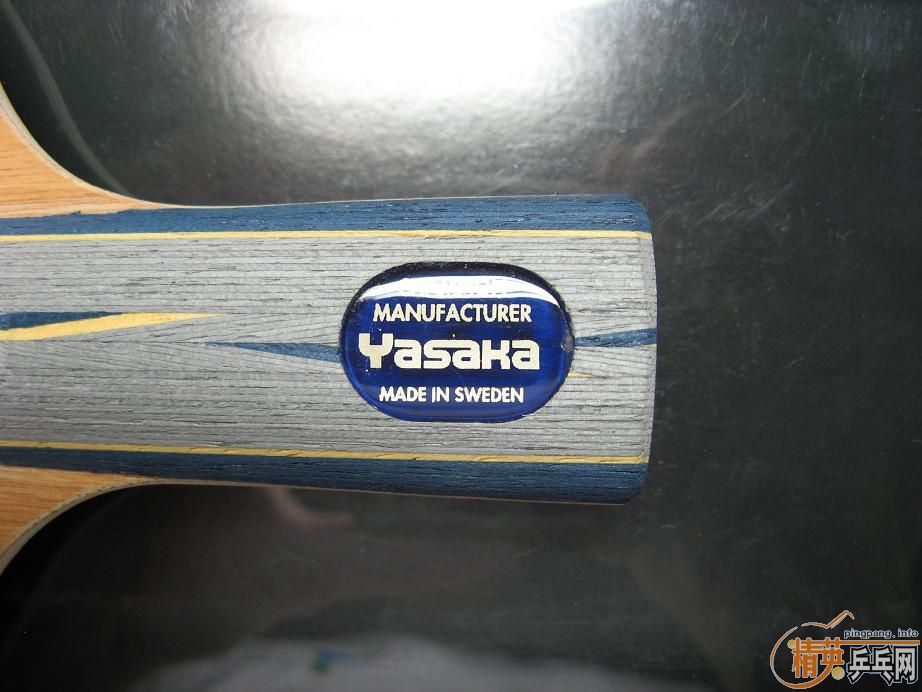 MANUFACTURER
Yasaka
MADE IN SWEDEN
pingpang.info
精英乒乓网